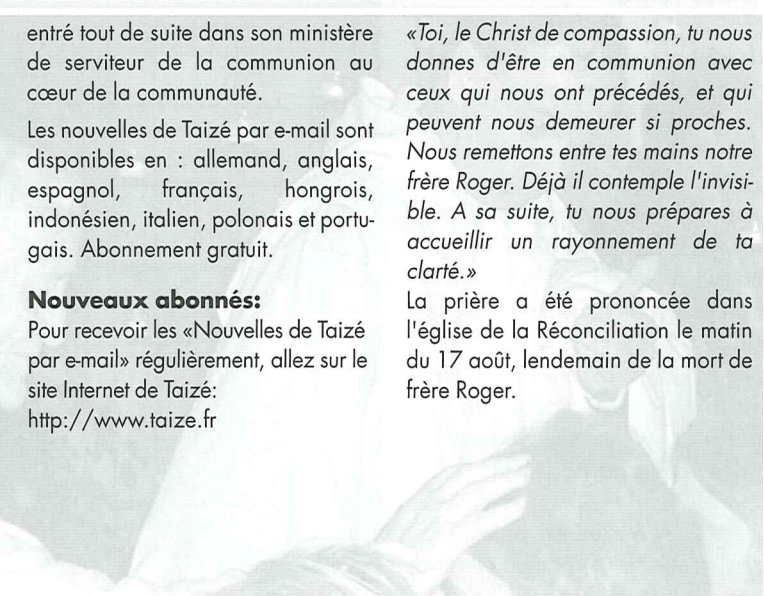 entré tout de suite dans son ministère
de serviteur de la communion au
cœur de la communauté.
Les nouvelles de Taizé par e-mail sont
disponibles en : allemand, anglais,
espagnol, français, hongrois,
indonésien, italien, polonais et portu-
gais. Abonnement gratuit.
Nouveaux abonnés:
Pour recevoir les «Nouvelles de Taizé
par e-mail» régulièrement, allez sur le
site Internet de Taizé:
http://www.taize.fr
«Toi, le Christ de compassion, tu nous
donnes d'être en communion avec
ceux qui nous ont précédés, et qui
peuvent nous demeurer si proches.
Nous remettons entre tes mains notre
frère Roger. Déjà il contemple l'invisi-
ble. A sa suite, tu nous prépares à
accueillir un rayonnement de ta
clarté.»
La prière a été prononcée dans
l'église de la Réconciliation le matin
du 17 août, lendemain de la mort de
frère Roger.